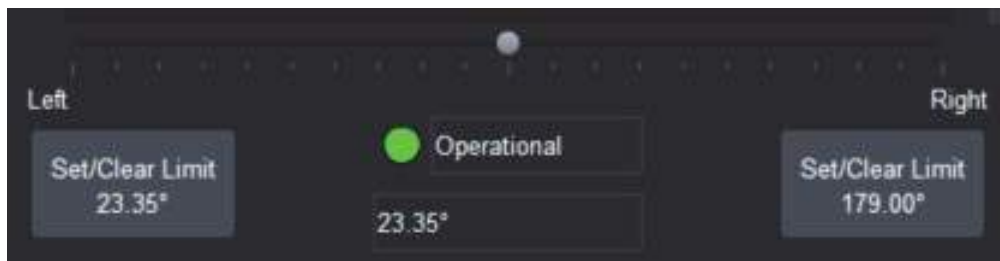 Left
Right
Set/Clear Limit
23.35°
Operational
23.35°
Set/Clear Limit
179.00°